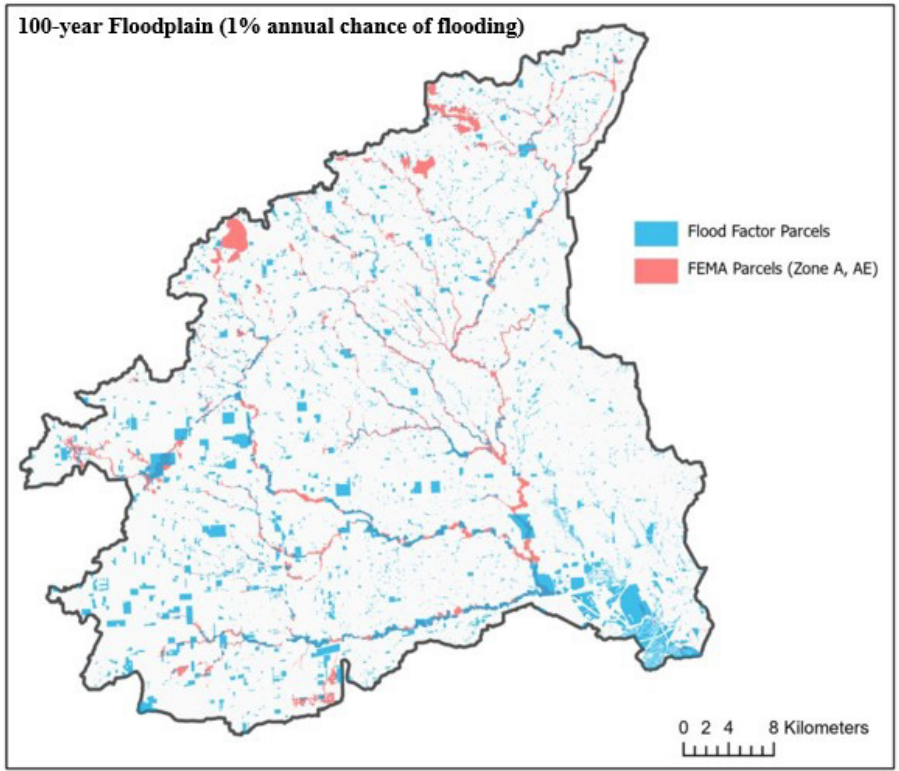 100-year Floodplain (1% annual chance of flooding)
Flood Factor Parcels
FEMA Parcels (Zone A, AE)
0 2 4 8 Kilometers